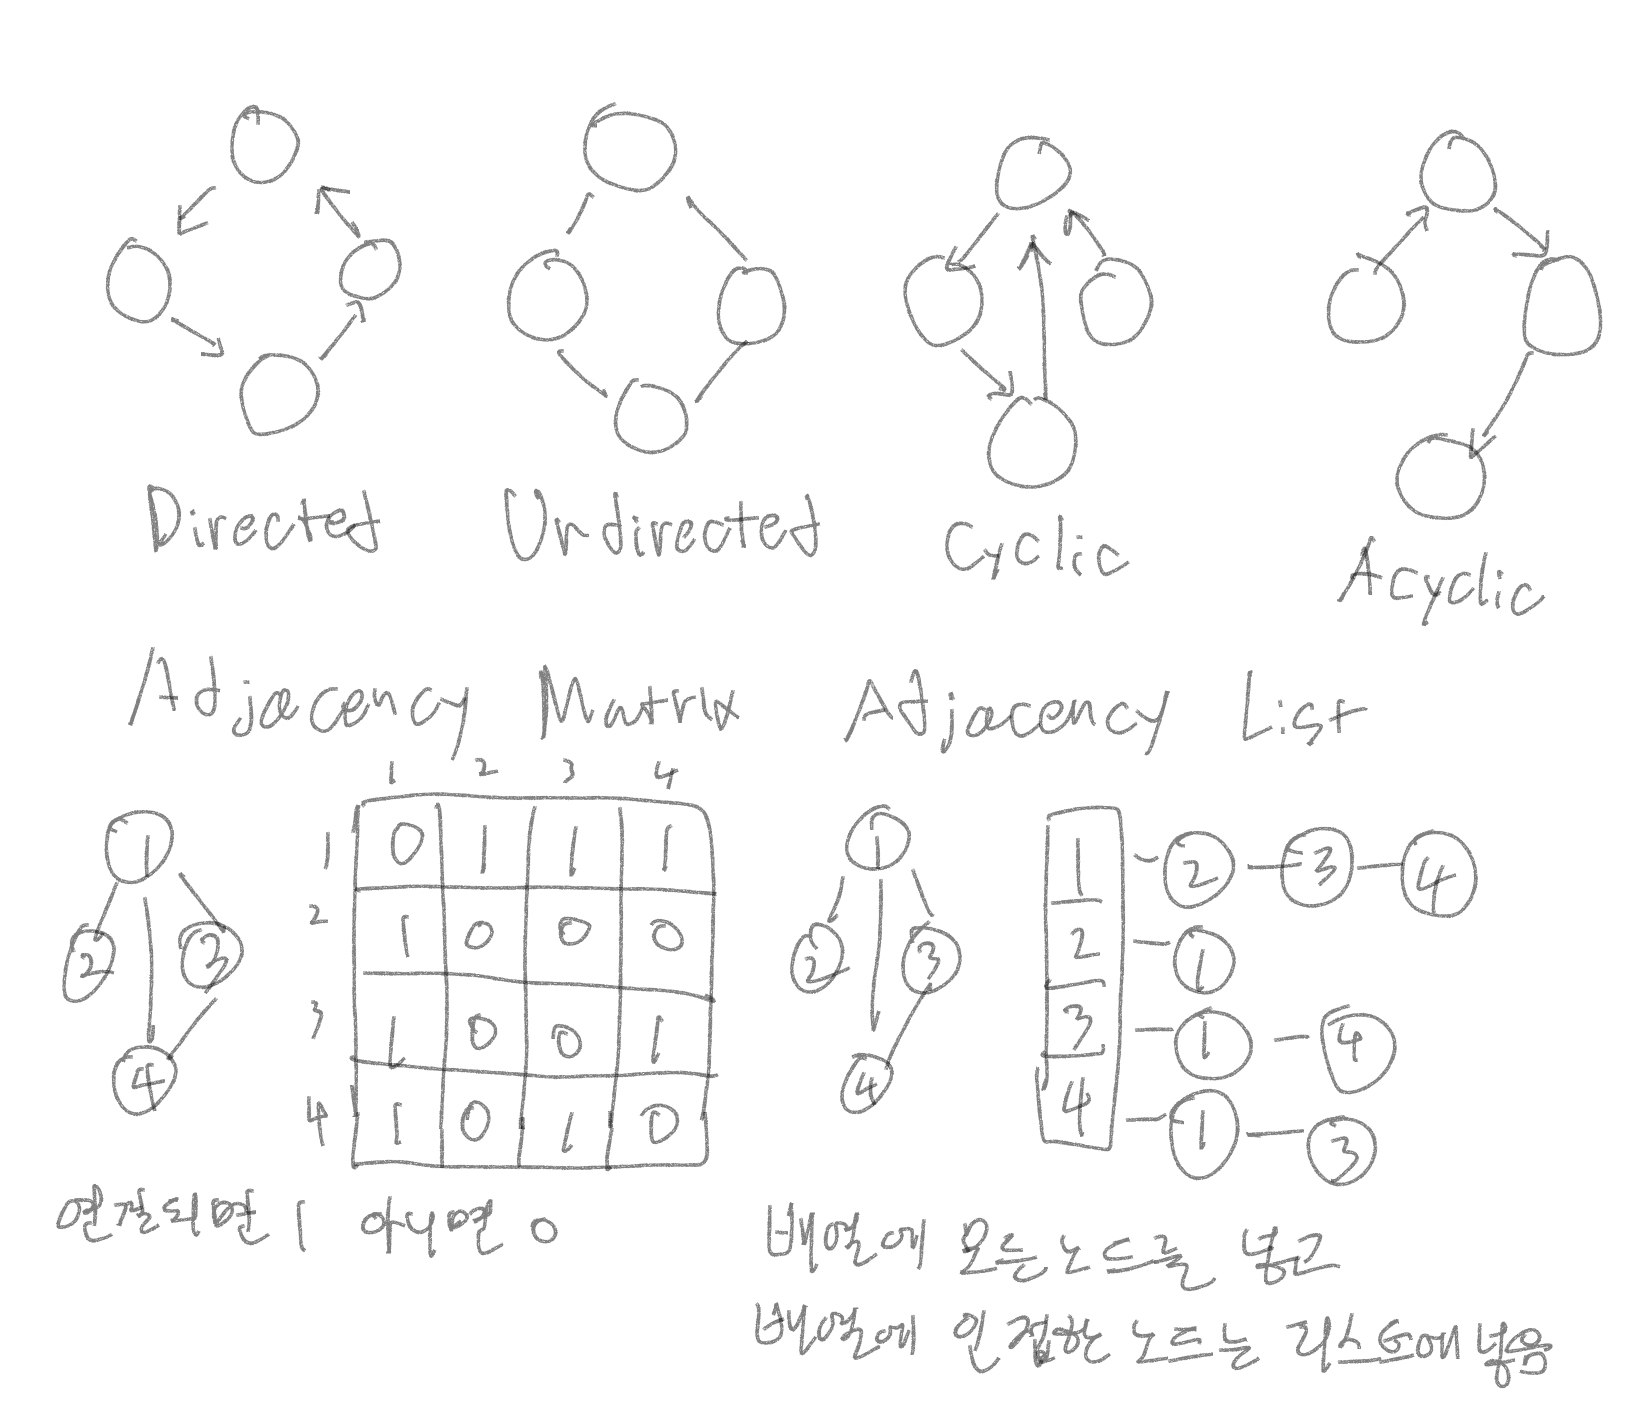 Directed Undirected Cyclic Acyclic
Adjacency Matrix Adjacency List
1 2 3 4
1 0 1 1 1
2 1 0 0 0
3 1 0 0 1
4 1 0 1 0
1
2 3
4
연결되면 1 아니면 0
1
2 3
4
1 2 3 4
2 1
3 1 4
4 1 3
배열에 모든노드를 넣고
배열에 인접한 노드는 리스트에 넣음